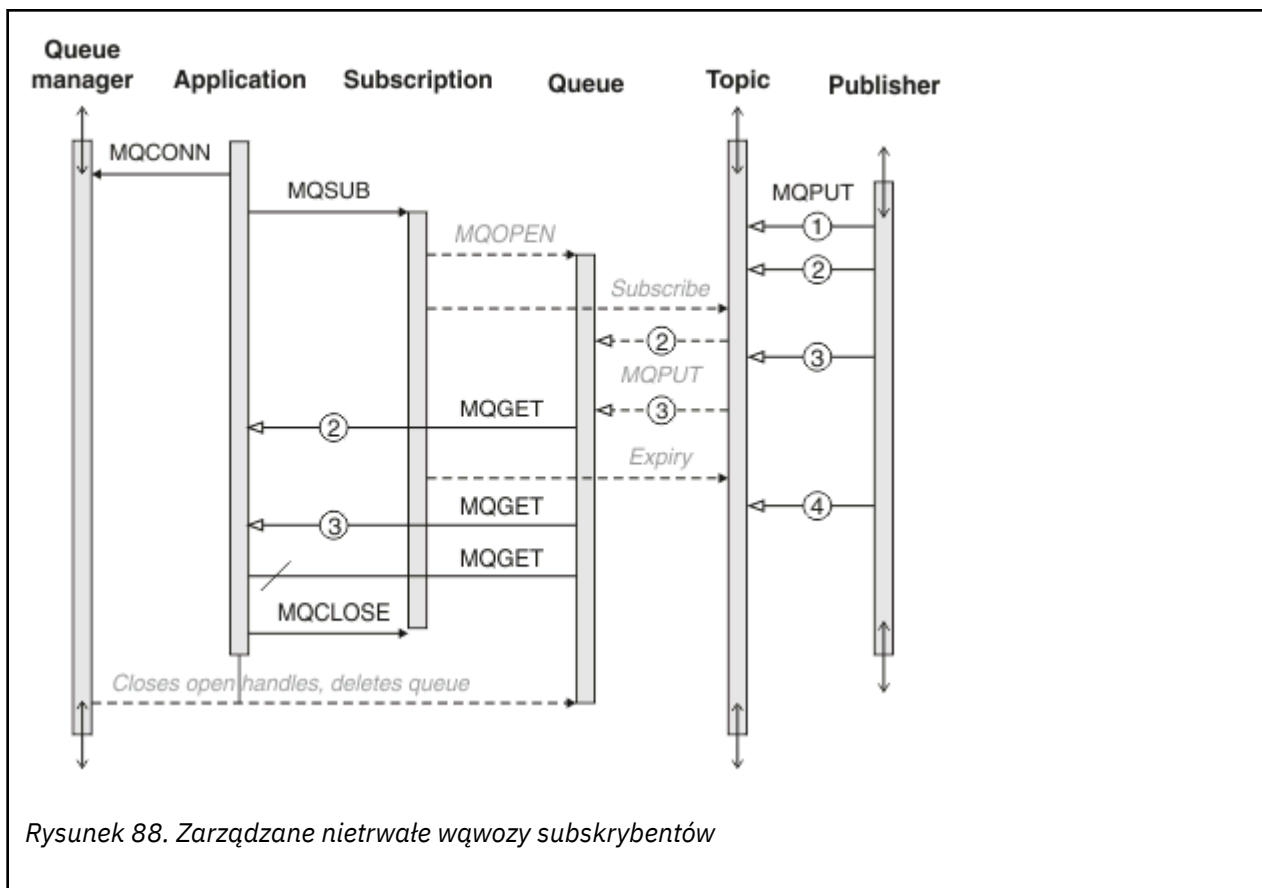 Queue manager
Application
Subscription
Queue
Topic
Publisher
MQCONN
MQSUB
MQPUT
1
MQOPEN
2
Subscribe
2
3
MQPUT
MQGET
3
2
Expiry
MQGET
4
3
MQGET
MQCLOSE
Closes open handles, deletes queue
Rysunek 88. Zarządzane nietrwałe wąwozy subskrybentów